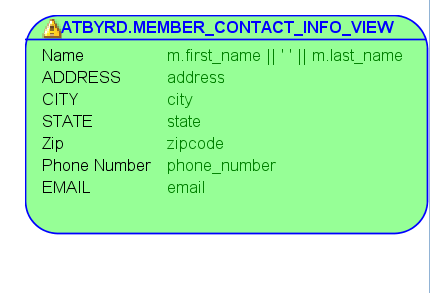 ATBYRD.MEMBER_CONTACT_INFO_VIEW
Name m.first_name || ' ' || m.last_name
ADDRESS address
CITY city
STATE state
Zip zipcode
Phone Number phone_number
EMAIL email